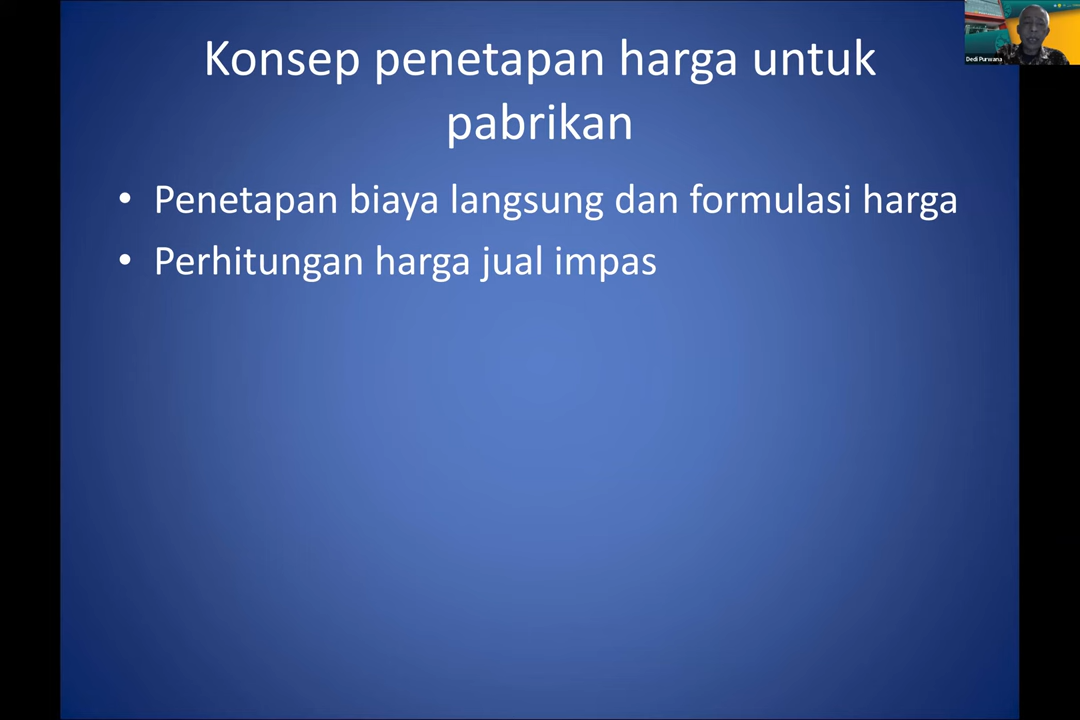 Konsep penetapan harga untuk
pabrikan
• Penetapan biaya langsung dan formulasi harga
• Perhitungan harga jual impas
Dedi Purwana